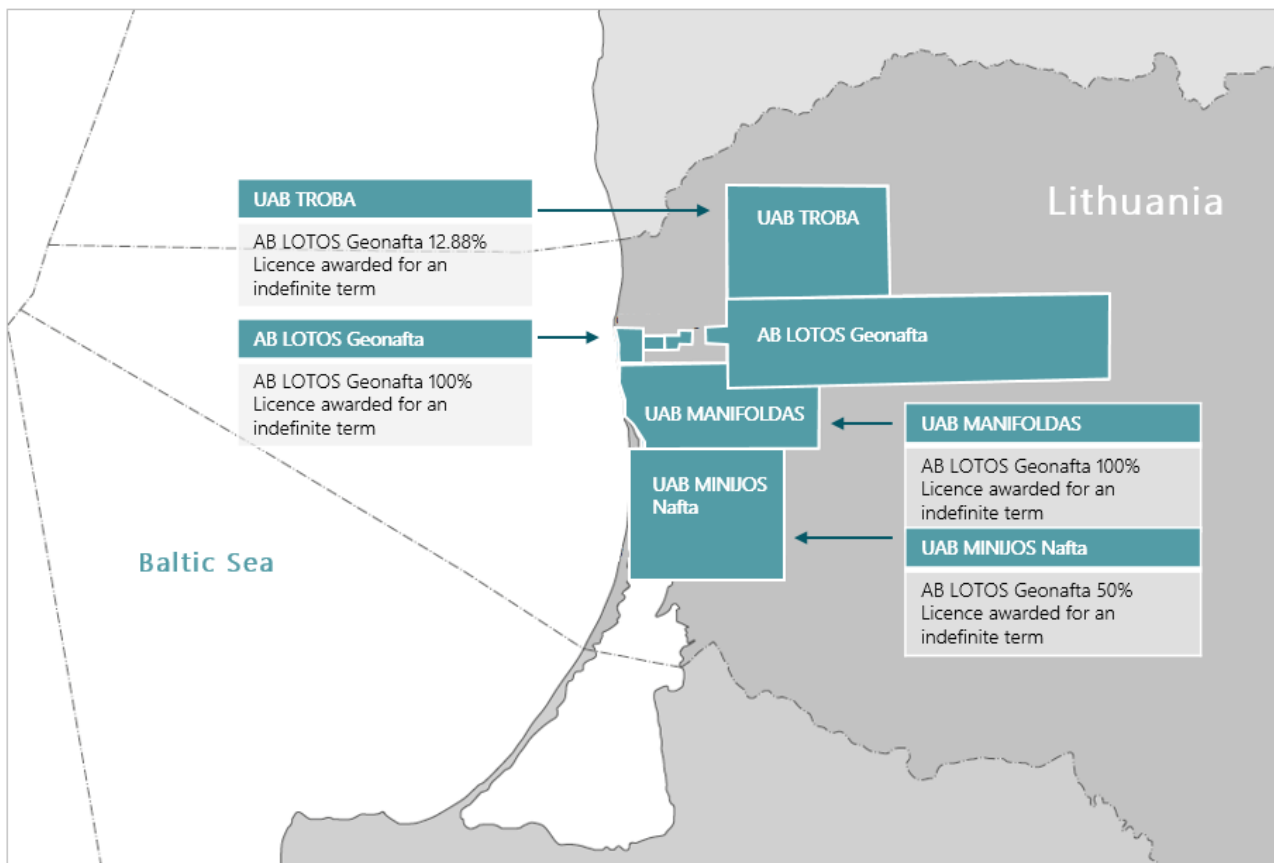 UAB TROBA
AB LOTOS Geonafta 12.88%
Licence awarded for an
indefinite term
AB LOTOS Geonafta
AB LOTOS Geonafta 100%
Licence awarded for an
indefinite term
Baltic Sea
UAB TROBA
Lithuania
AB LOTOS Geonafta
UAB MANIFOLDAS
UAB MINIJOS
Nafta
UAB MANIFOLDAS
AB LOTOS Geonafta 100%
Licence awarded for an
indefinite term
UAB MINIJOS Nafta
AB LOTOS Geonafta 50%
Licence awarded for an
indefinite term